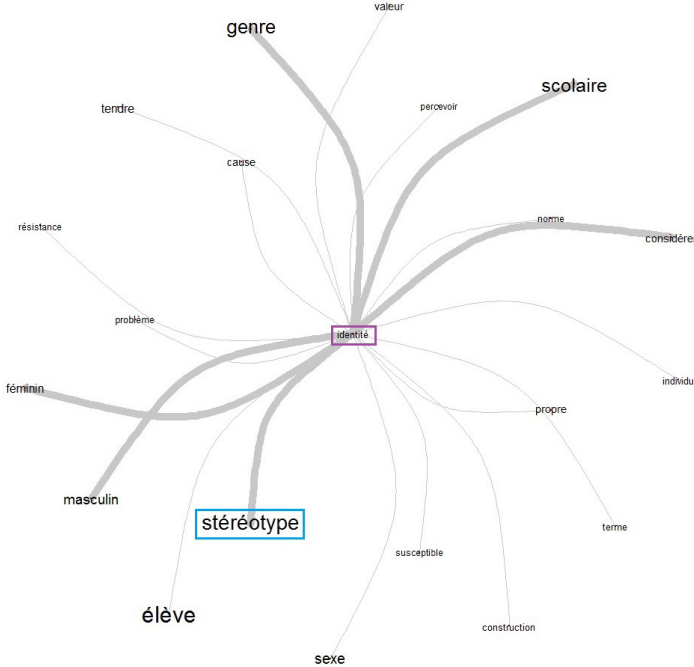 valeur
genre
scolaire
tendre
percevoir
cause
norme
résistance
considérer
problème
identité
individu
féminin
propre
masculin
stéréotype
terme
susceptible
élève
construction
sexe